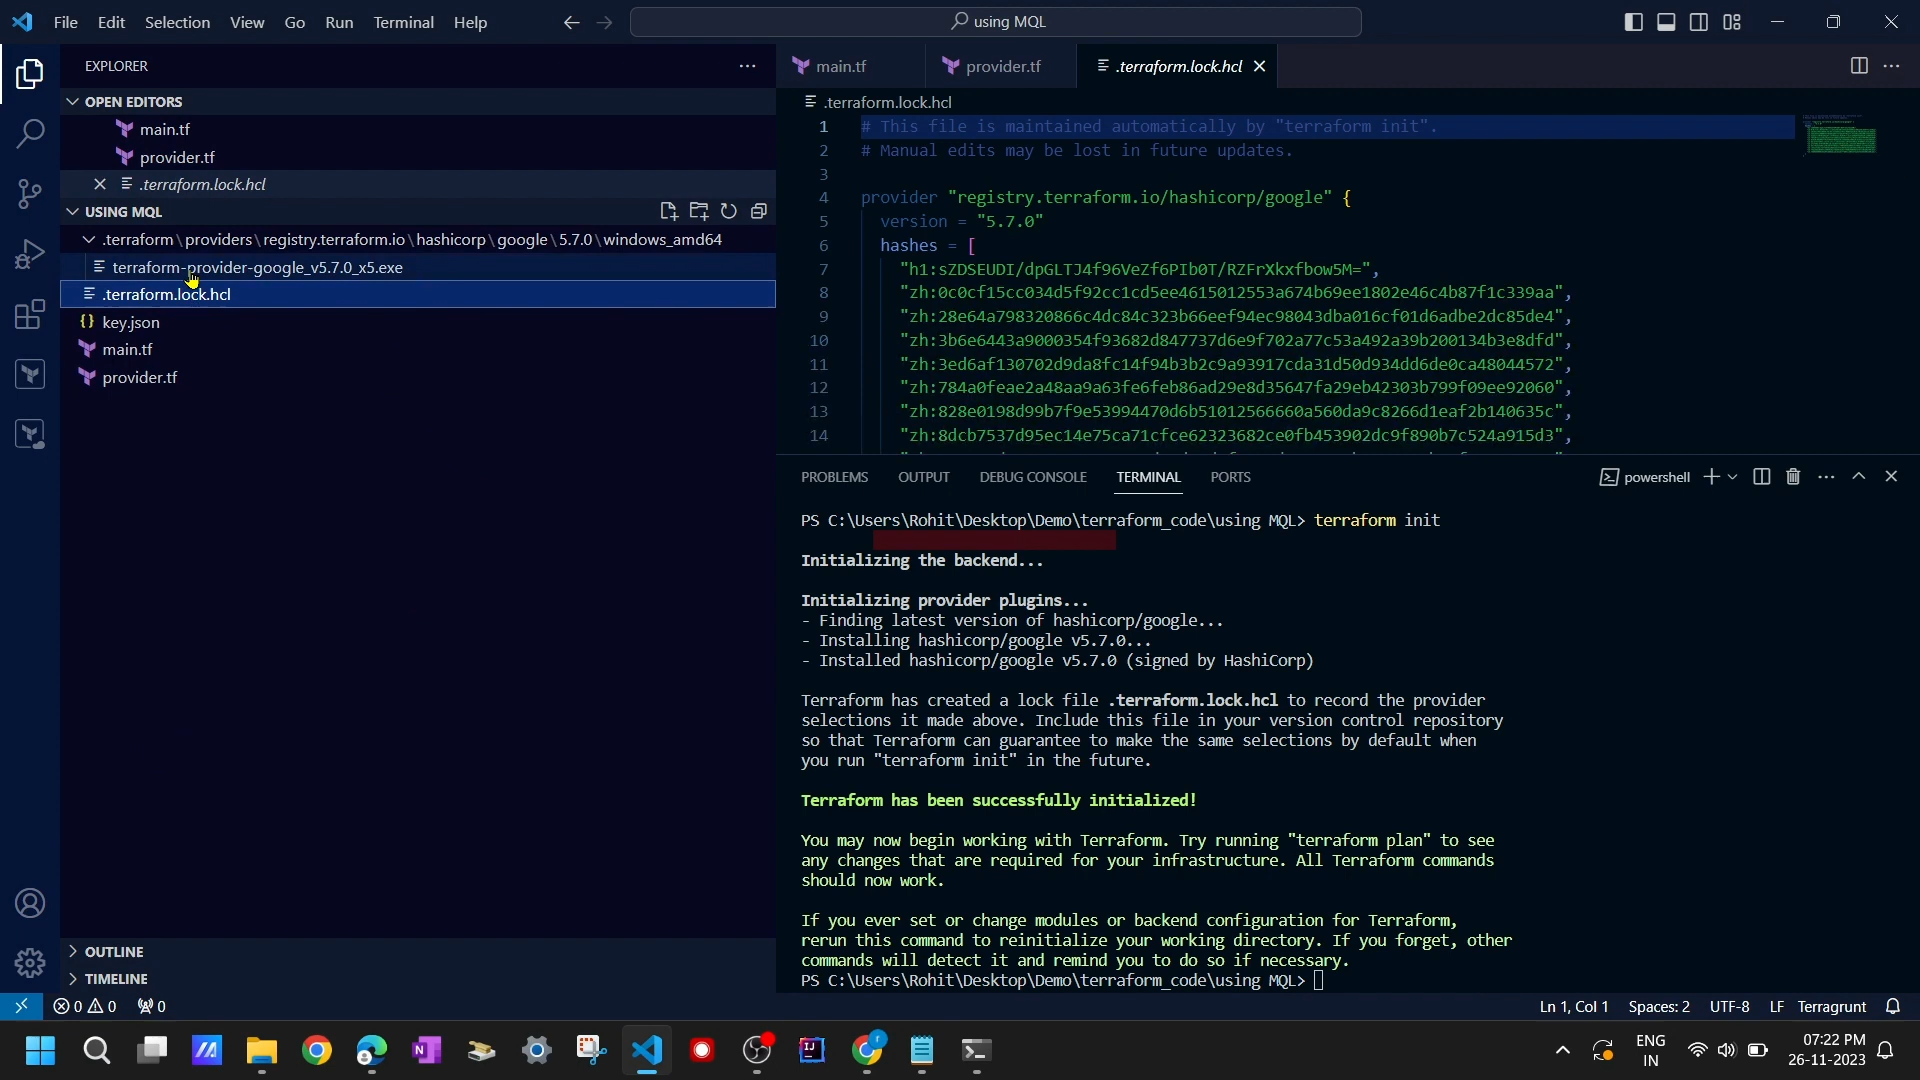 File Edit Selection View Go Run Terminal Help
using MQL
EXPLORER
OPEN EDITORS
main.tf
provider.tf
.terraform.lock.hcl
USING MQL
.terraform\providers\registry.terraform.io\hashicorp\google\5.7.0\windows_amd64
terraform-provider-google_v5.7.0_x5.exe
.terraform.lock.hcl
key.json
main.tf
provider.tf
OUTLINE
TIMELINE
main.tf provider.tf .terraform.lock.hcl
.terraform.lock.hcl
1 # This file is maintained automatically by "terraform init".
2 # Manual edits may be lost in future updates.
3
4 provider "registry.terraform.io/hashicorp/google" {
5 version = "5.7.0"
6 hashes = [
7 "h1:sZDSEUDI/dpGLTJ4f96VeZf6PIb0T/RZFrXkxfbow5M=",
8 "zh:0c0cf15cc034d5f92cc1cd5ee4615012553a674b69ee1802e46c4b87f1c339aa",
9 "zh:28e64a798320866c4dc84c323b66eef94ec98043dba016cf01d6adbe2dc85de4",
10 "zh:3b6e6443a9000354f93682d847737d6e9f702a77c53a492a39b200134b3e8dfd",
11 "zh:3ed6af130702d9da8fc14f94b3b2c9a93917cda31d50d934dd6de0ca48044572",
12 "zh:784a0feae2a48aa9a63fe6feb86ad29e8d35647fa29eb42303b799f09ee92060",
13 "zh:828e0198d99b7f9e53994470d6b51012566660a560da9c8266d1eaf2b140635c",
14 "zh:8dcb7537d95ec14e75ca71cfce62323682ce0fb453902dc9f890b7c524a915d3",
PROBLEMS OUTPUT DEBUG CONSOLE TERMINAL PORTS
powershell
PS C:\Users\Rohit\Desktop\Demo\terraform_code\using MQL> terraform init
Initializing the backend...
Initializing provider plugins...
- Finding latest version of hashicorp/google...
- Installing hashicorp/google v5.7.0...
- Installed hashicorp/google v5.7.0 (signed by HashiCorp)
Terraform has created a lock file .terraform.lock.hcl to record the provider
selections it made above. Include this file in your version control repository
so that Terraform can guarantee to make the same selections by default when
you run "terraform init" in the future.
Terraform has been successfully initialized!
You may now begin working with Terraform. Try running "terraform plan" to see
any changes that are required for your infrastructure. All Terraform commands
should now work.
If you ever set or change modules or backend configuration for Terraform,
rerun this command to reinitialize your working directory. If you forget, other
commands will detect it and remind you to do so if necessary.
PS C:\Users\Rohit\Desktop\Demo\terraform_code\using MQL>
0 0 0
Ln 1, Col 1 Spaces: 2 UTF-8 LF Terragrunt
ENG
IN
07:22 PM
26-11-2023